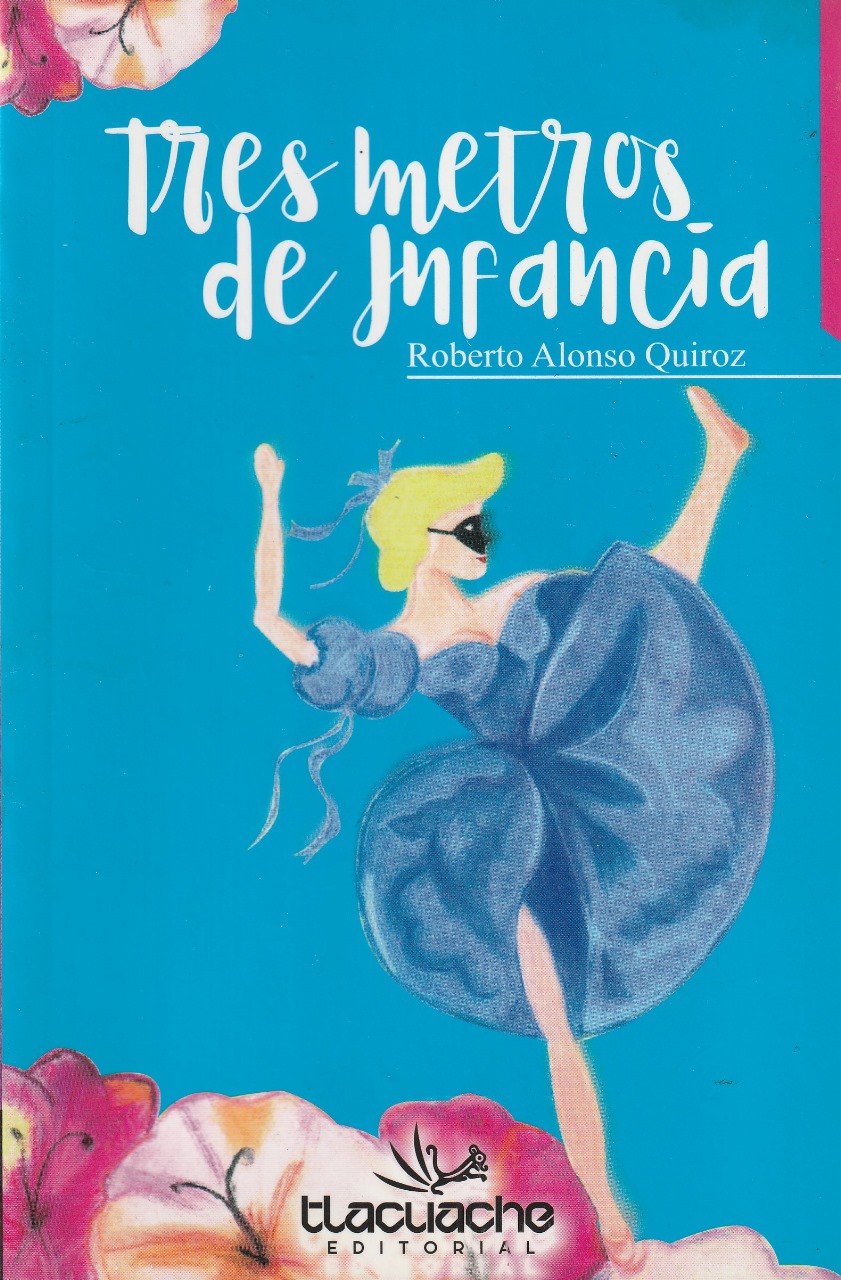 Tres metros
de Infancia
Roberto Alonso Quiroz
tlacuache
EDITORIAL